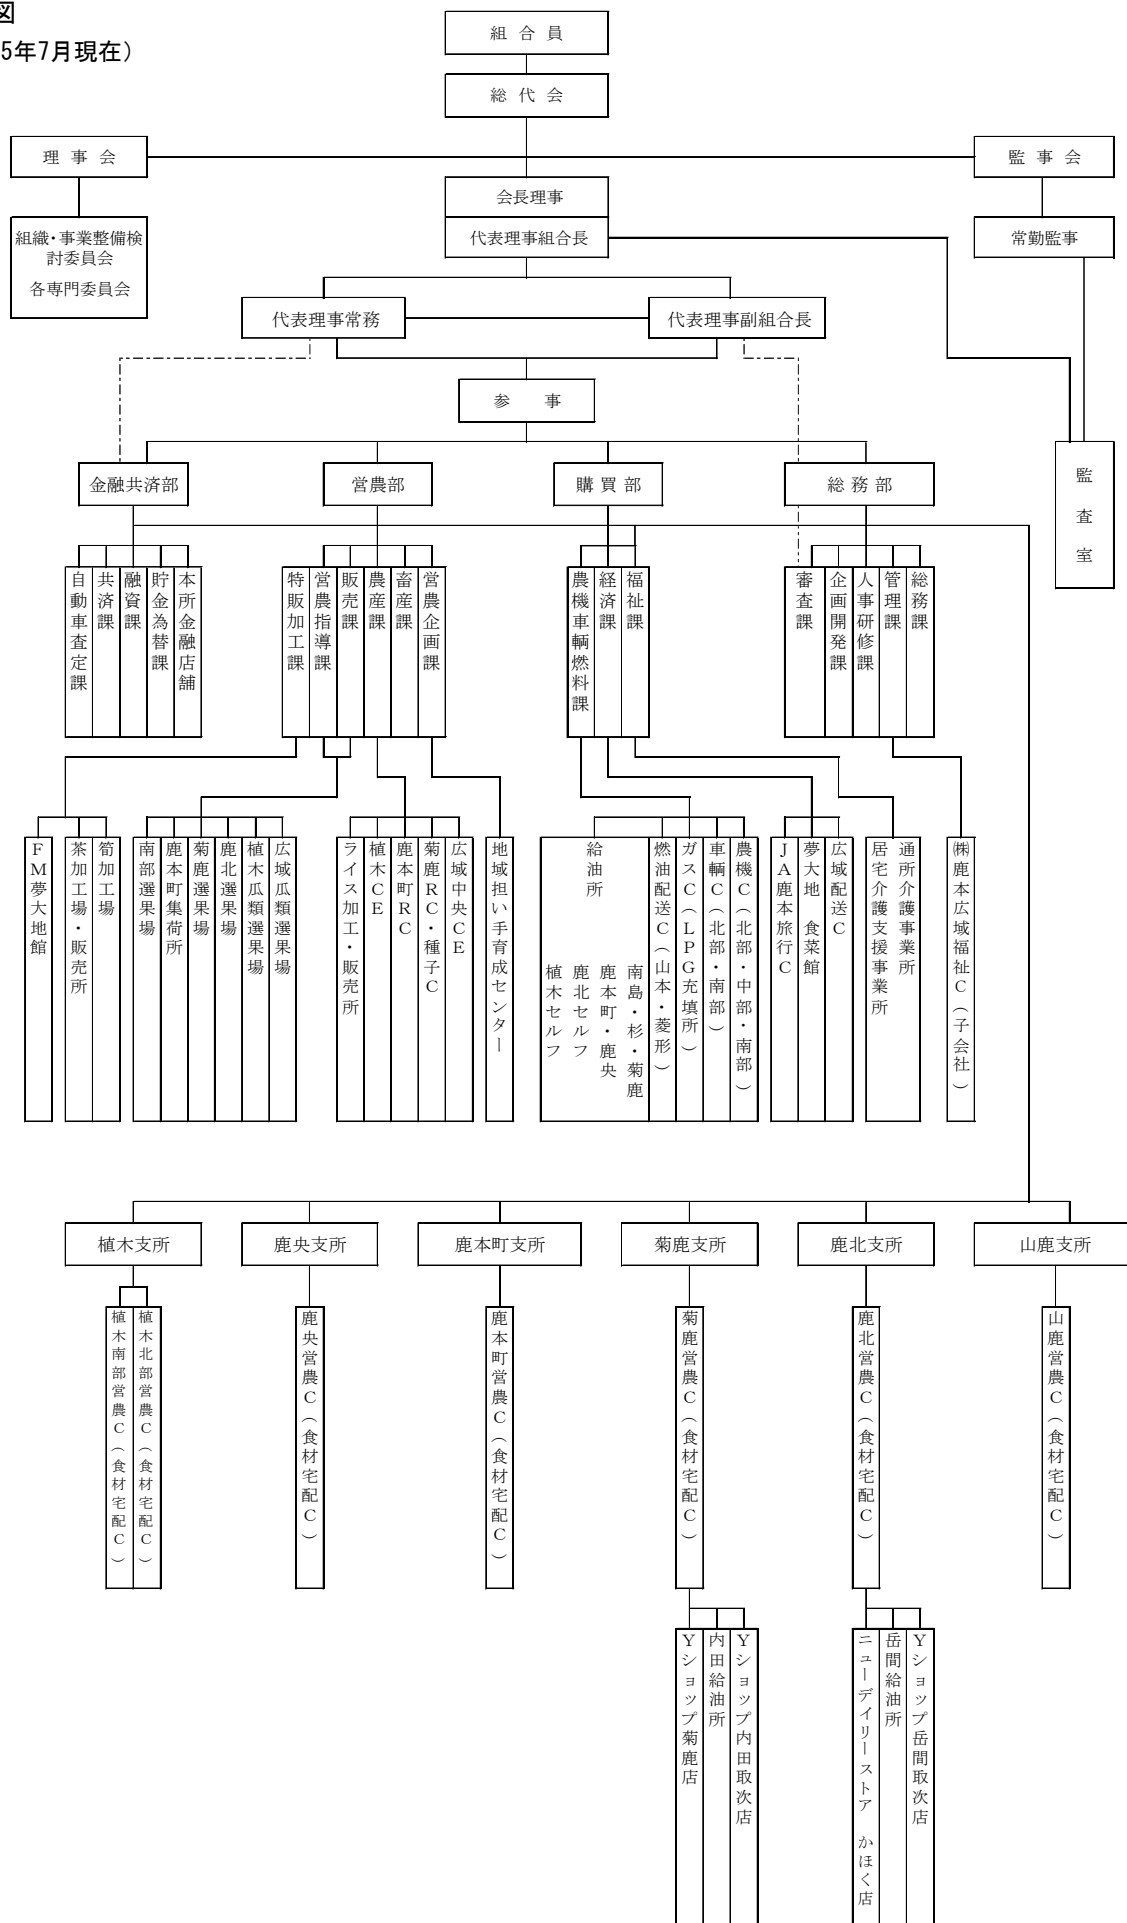 図
5年7月現在）
組合員
総代会
理事会
監事会
会長理事
代表理事組合長
組織・事業整備検
討委員会
各専門委員会
常勤監事
代表理事常務
代表理事副組合長
参　事
監査室
金融共済部
営農部
購買部
総務部
自動車査定課
共済課
融資課
貯金為替課
本所金融店舗
特販加工課
営農指導課
販売課
農産課
畜産課
営農企画課
農機車輌燃料課
経済課
福祉課
審査課
企画開発課
人事研修課
管理課
総務課
ＦＭ夢大地館
茶加工場・販売所
筍加工場
南部選果場
鹿本町集荷所
菊鹿選果場
鹿北選果場
植木瓜類選果場
広域瓜類選果場
ライス加工・販売所
植木ＣＥ
鹿本町ＲＣ
菊鹿ＲＣ・種子Ｃ
広域中央ＣＥ
地域担い手育成センター
給油所
南島・杉・菊鹿
鹿本町・鹿央
鹿北セルフ
植木セルフ
燃油配送Ｃ（山本・菱形）
ガスＣ（ＬＰＧ充填所）
車輌Ｃ（北部・南部）
農機Ｃ（北部・中部・南部）
ＪＡ鹿本旅行Ｃ
夢大地　食菜館
広域配送Ｃ
通所介護事業所
居宅介護支援事業所
㈱鹿本広域福祉Ｃ（子会社）
植木支所
鹿央支所
鹿本町支所
菊鹿支所
鹿北支所
山鹿支所
植木南部営農Ｃ（食材宅配Ｃ）
植木北部営農Ｃ（食材宅配Ｃ）
鹿央営農Ｃ（食材宅配Ｃ）
鹿本町営農Ｃ（食材宅配Ｃ）
菊鹿営農Ｃ（食材宅配Ｃ）
鹿北営農Ｃ（食材宅配Ｃ）
山鹿営農Ｃ（食材宅配Ｃ）
Ｙショップ菊鹿店
内田給油所
Ｙショップ内田取次店
ニューデイリーストア　かほく店
岳間給油所
Ｙショップ岳間取次店